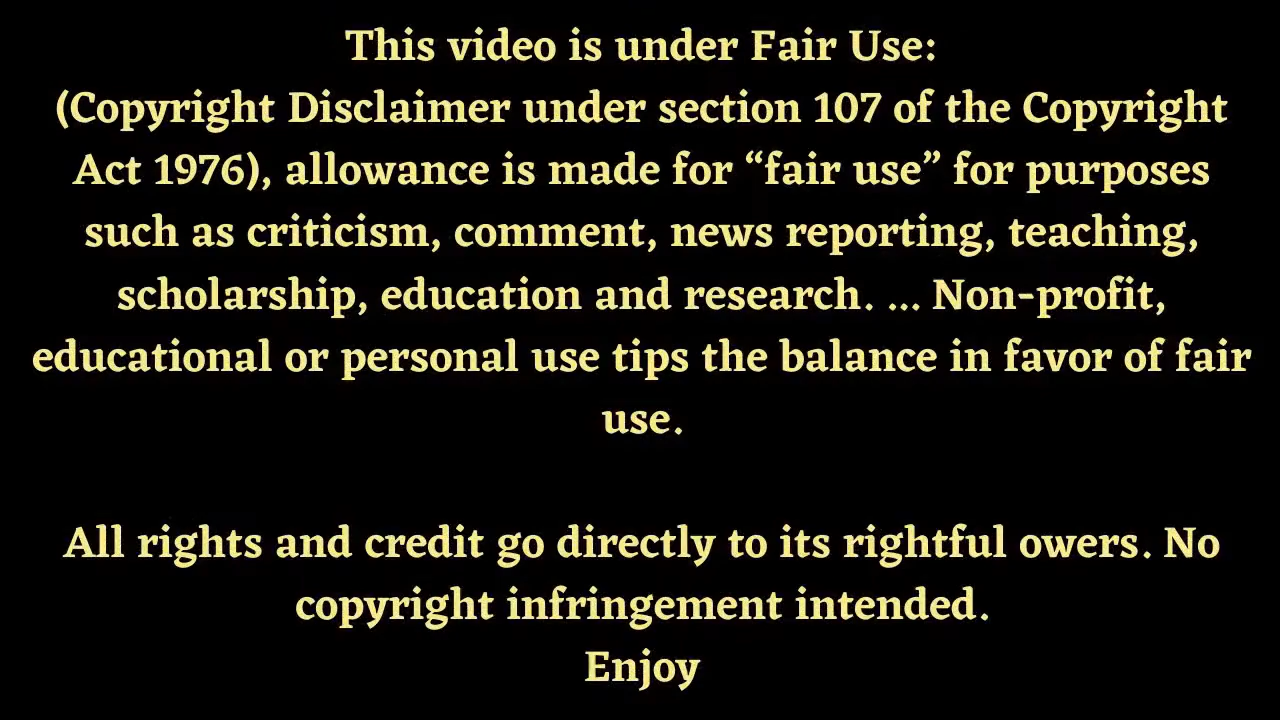 This video is under Fair Use:
(Copyright Disclaimer under section 107 of the Copyright
Act 1976), allowance is made for “fair use” for purposes
such as criticism, comment, news reporting, teaching,
scholarship, education and research. ... Non-profit,
educational or personal use tips the balance in favor of fair
use.
All rights and credit go directly to its rightful owers. No
copyright infringement intended.
Enjoy